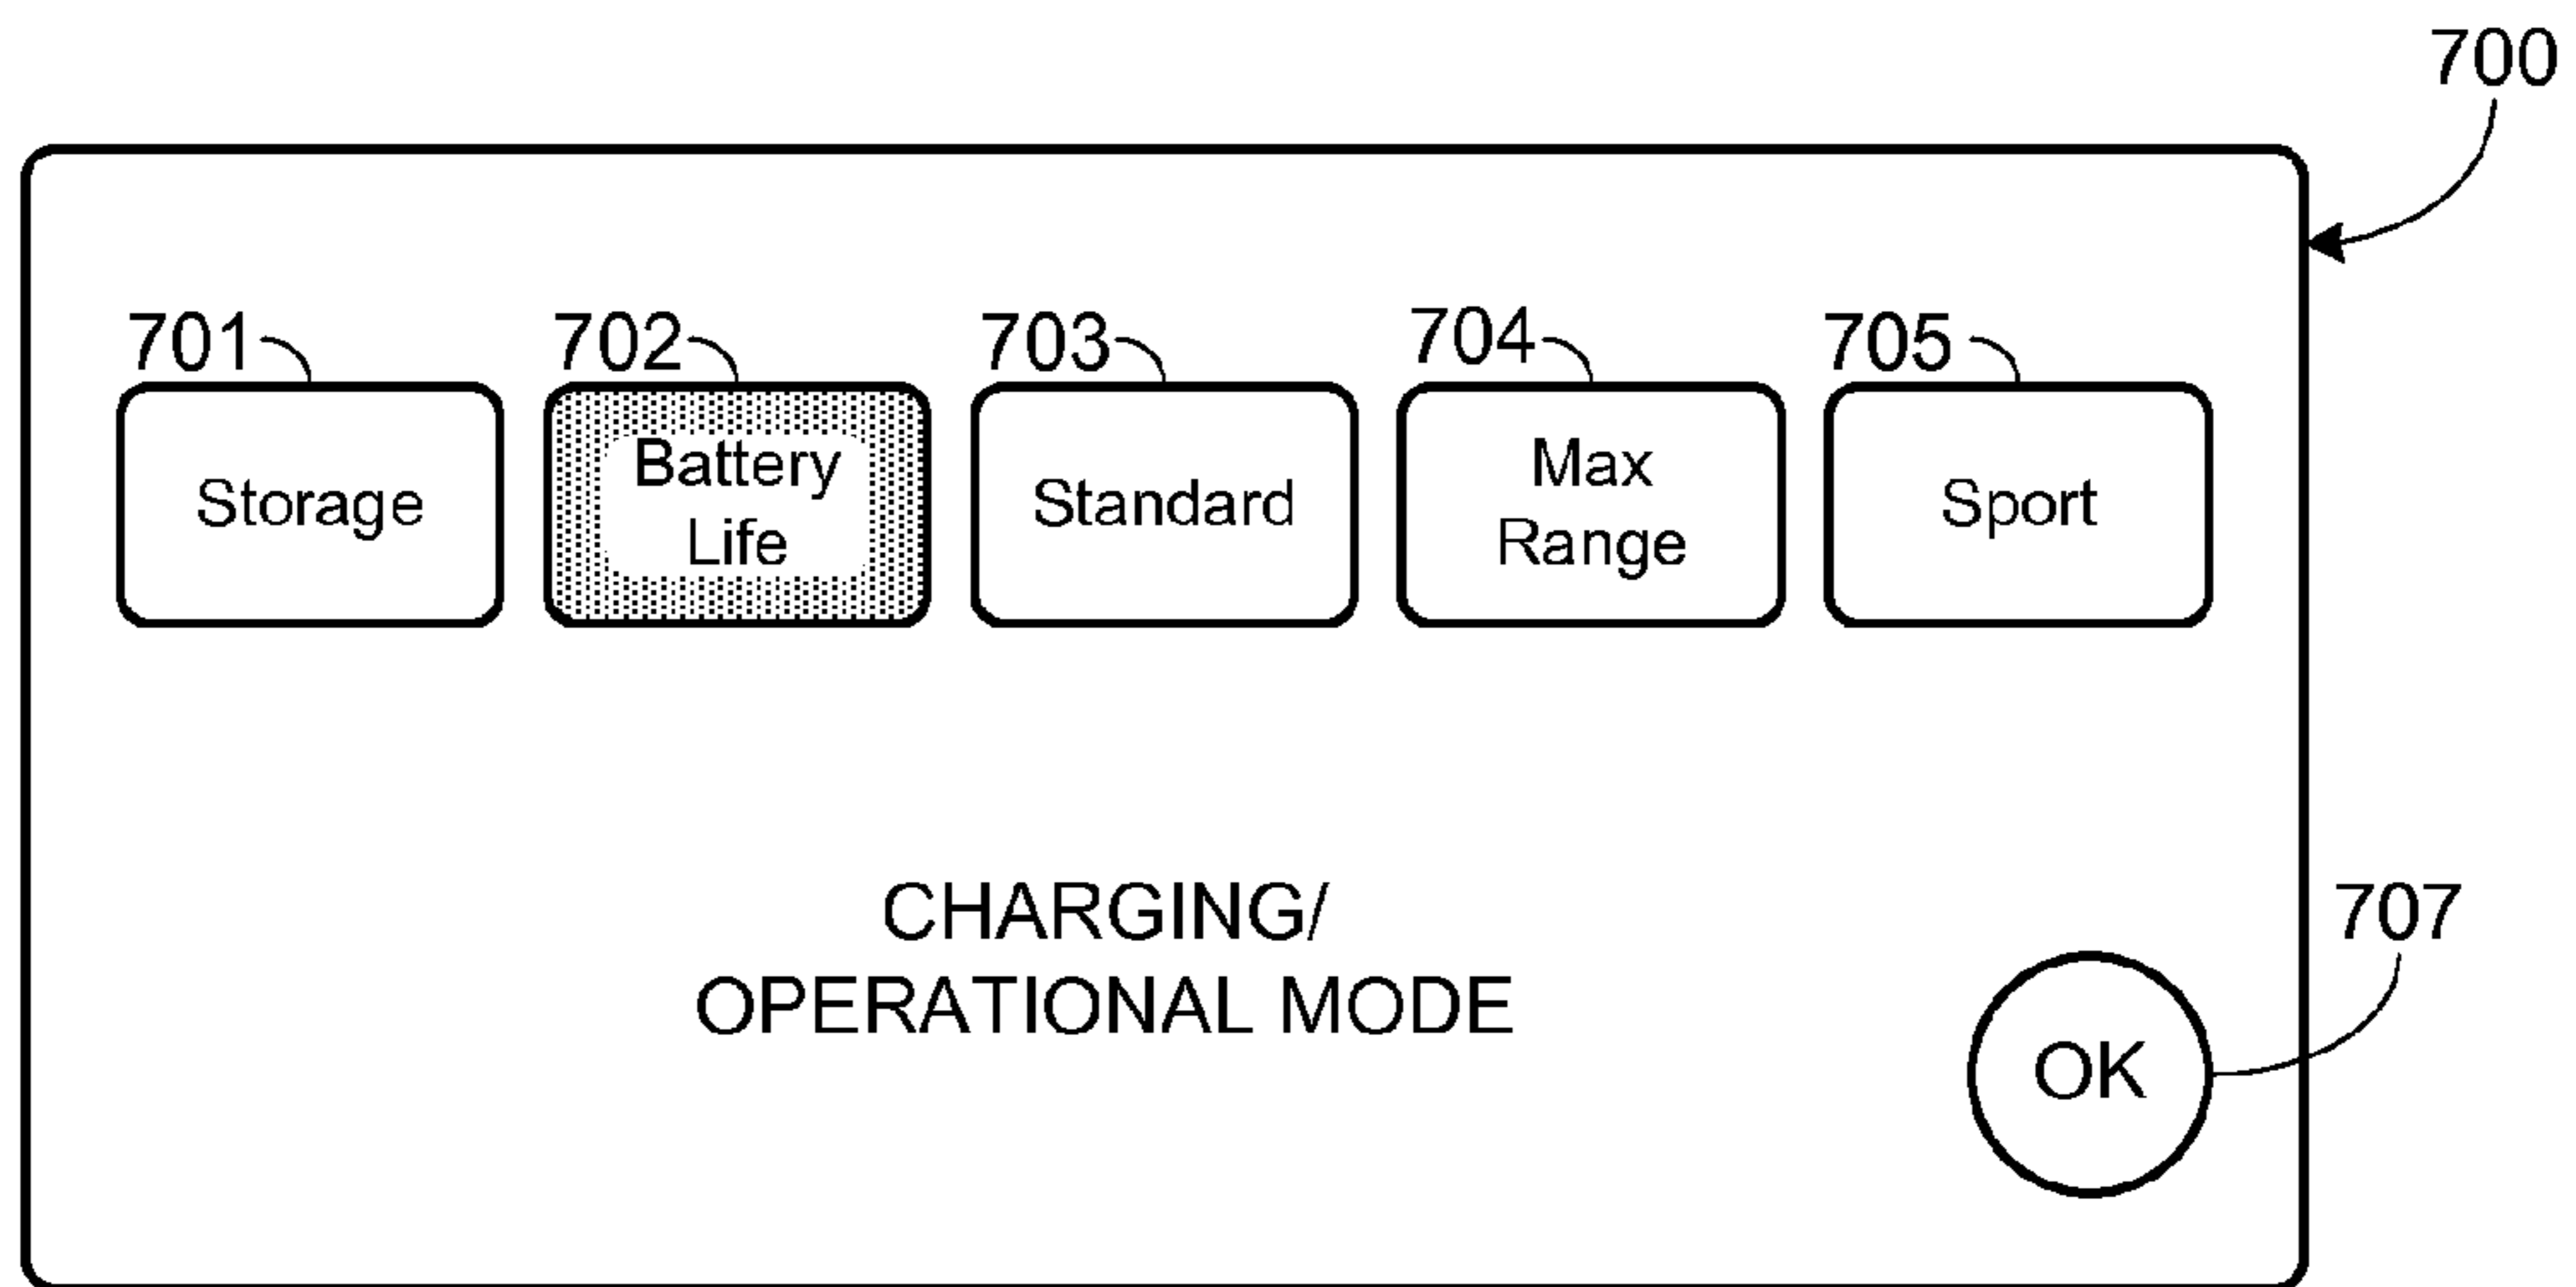 700
701 702 703 704 705
Storage
Battery
Life
Standard
Max
Range
Sport
CHARGING/
OPERATIONAL MODE
707
OK